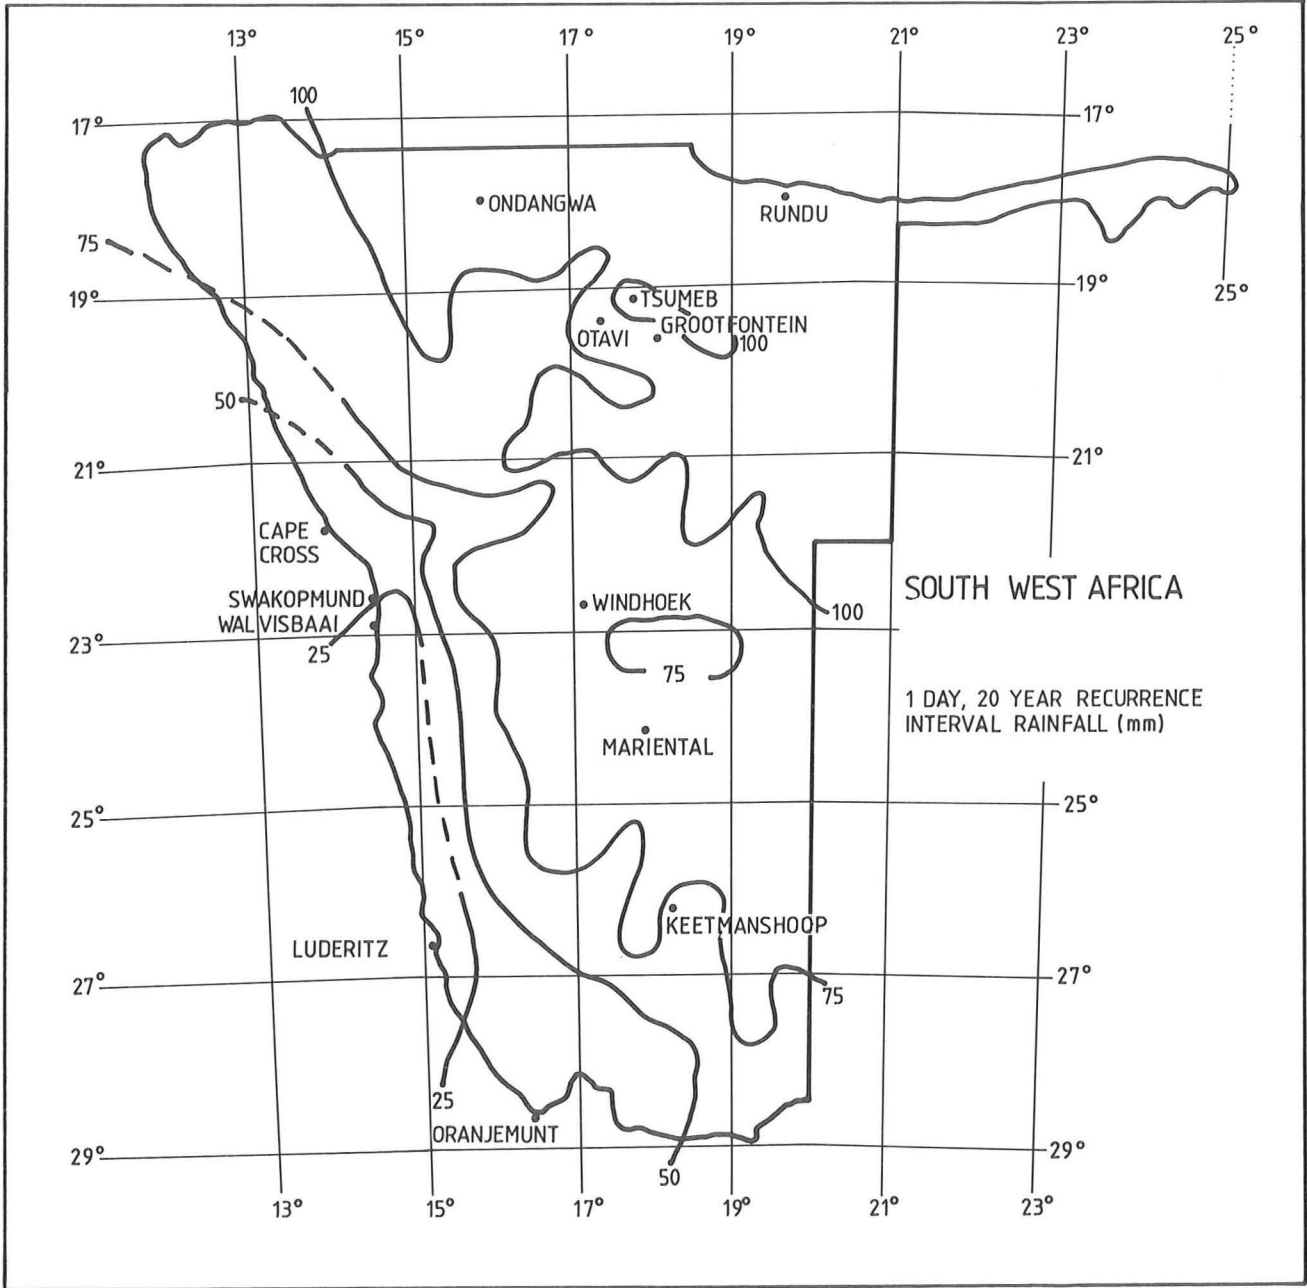 13° 15° 17° 19° 21° 23° 25°
100
17° 17°
ONDANGWA
RUNDU
75
19° 19°
25°
TSUMEB
GROOTFONTEIN
OTAVI
100
50
21° 21°
CAPE
CROSS
SOUTH WEST AFRICA
SWAKOPMUND
WINDHOEK
100
WALVISBAAI
23°
25
75
1 DAY, 20 YEAR RECURRENCE
INTERVAL RAINFALL (mm)
MARIENTAL
25° 25°
KEETMANSHOOP
LUDERITZ
27° 27°
75
25
ORANJEMUNT
29° 29°
50
13° 15° 17° 19° 21° 23°